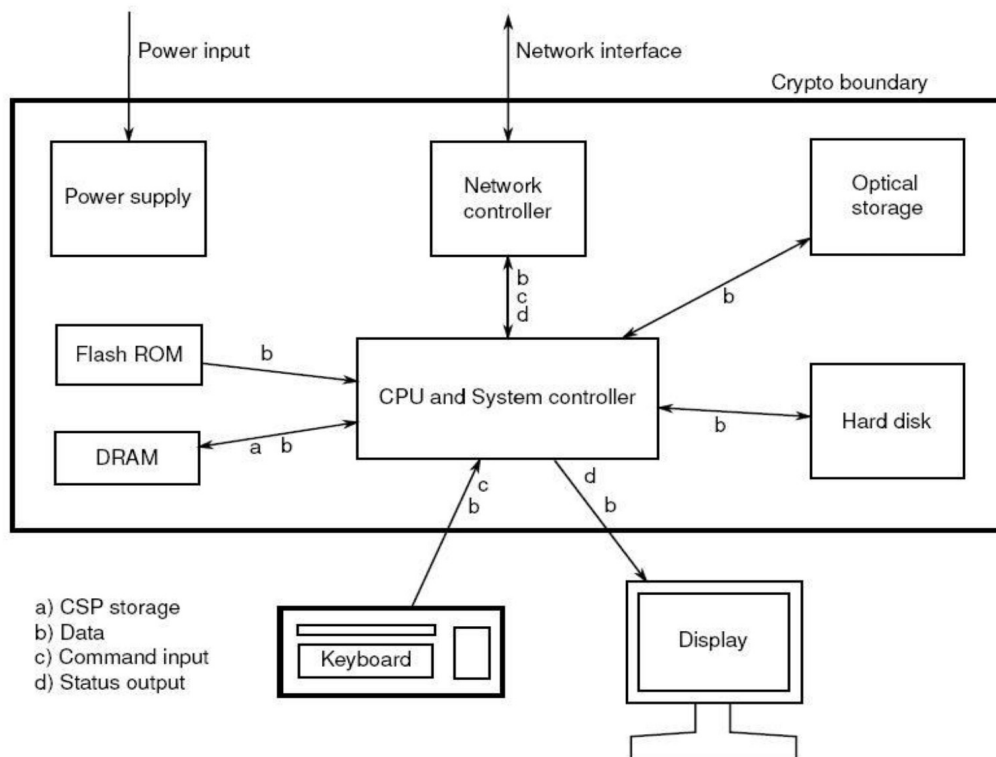 Power input
Network interface
Crypto boundary
Power supply
Network
controller
Optical
storage
b
c
d
b
Flash ROM
b
CPU and System controller
b
Hard disk
DRAM
a b
c
b
d
b
a) CSP storage
b) Data
c) Command input
d) Status output
Keyboard
Display